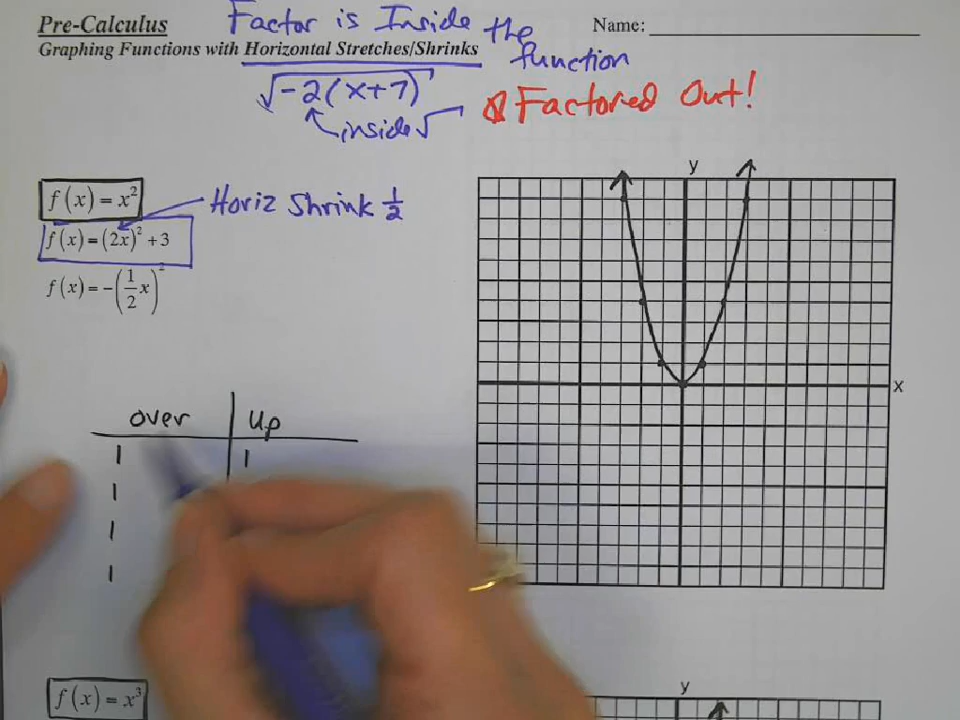 Pre-Calculus
Name:
Graphing Functions with Horizontal Stretches/Shrinks
Factor is Inside the
function
√-2(x+7)
inside √
Factored Out!
f(x) = x²
Horiz Shrink 1/2
f(x) = (2x)² + 3
f(x) = -(1/2 x)²
y
x
over Up
1 1
1
1
1
f(x) = x³
y